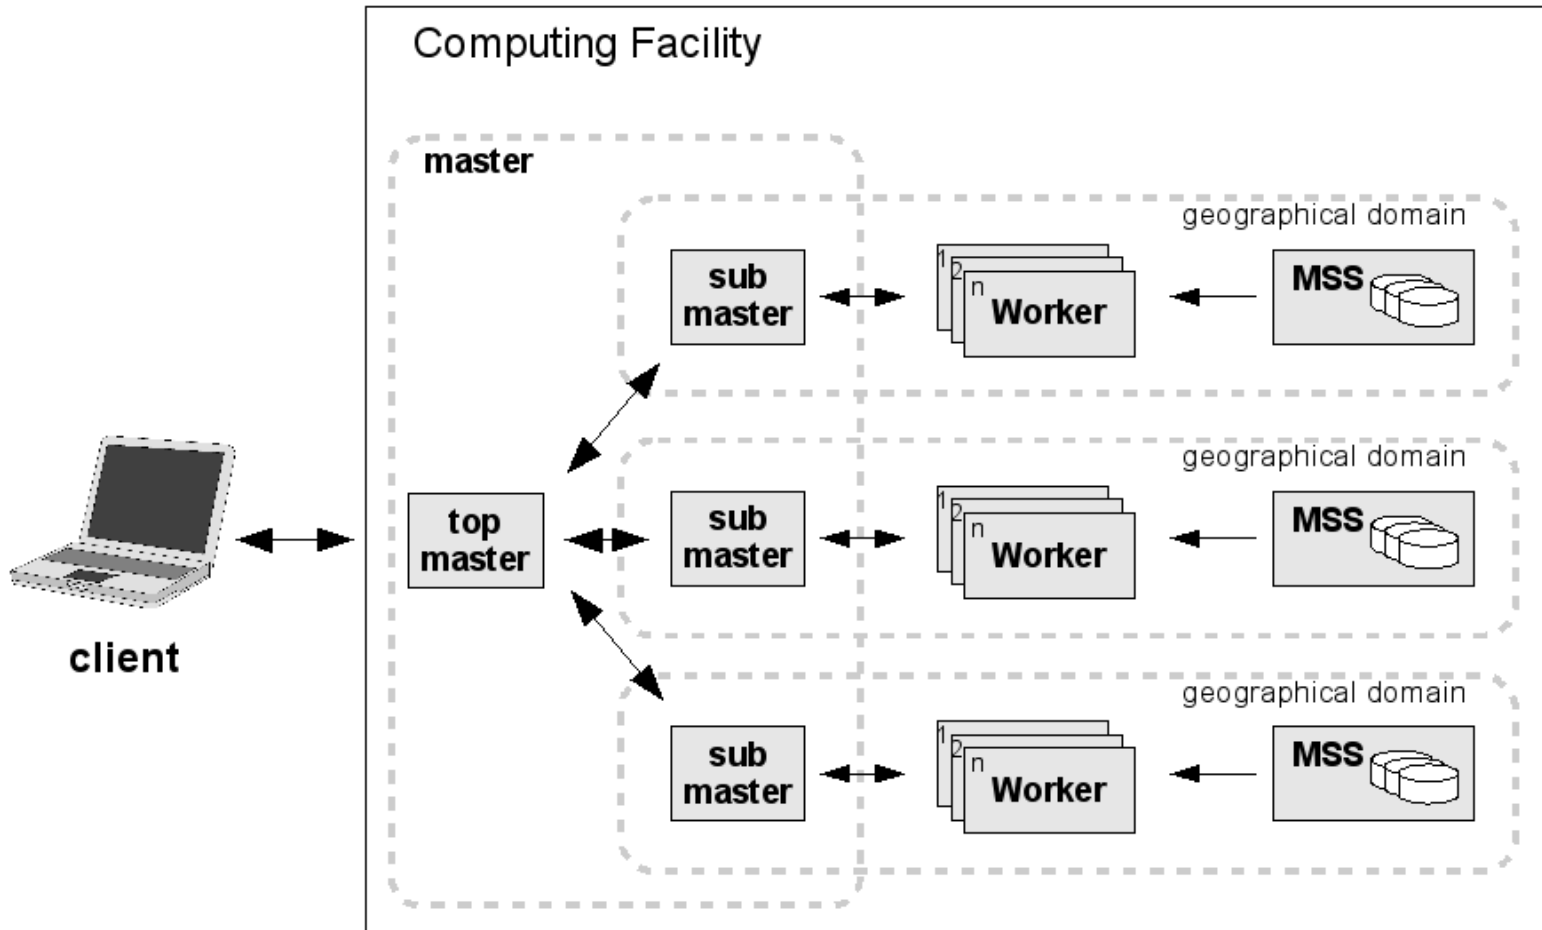 Computing Facility
master
geographical domain
sub
master
1
2
n
Worker
MSS
geographical domain
top
master
sub
master
1
2
n
Worker
MSS
client
geographical domain
sub
master
1
2
n
Worker
MSS